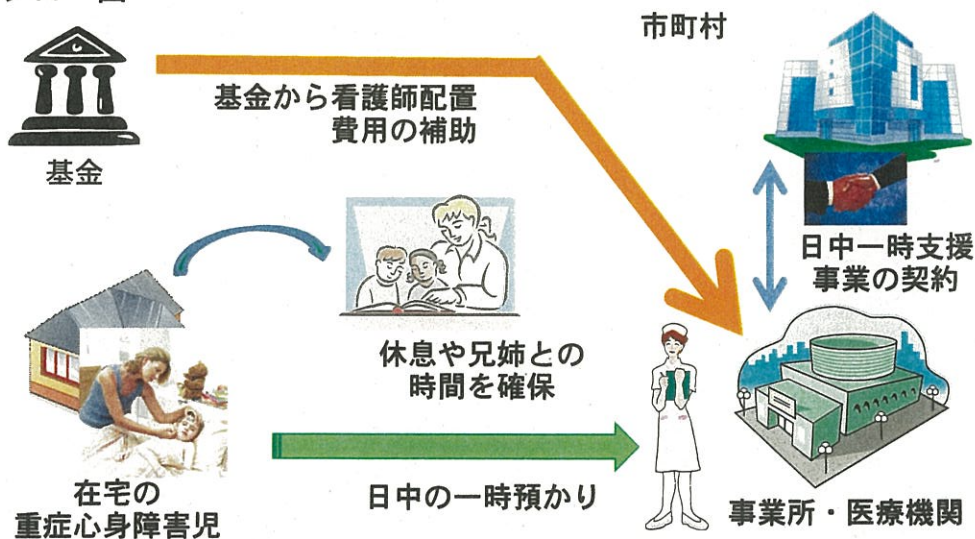 市町村
基金から看護師配置
費用の補助
基金
日中一時支援
事業の契約
休息や兄姉との
時間を確保
日中の一時預かり
在宅の
重症心身障害児
事業所・医療機関